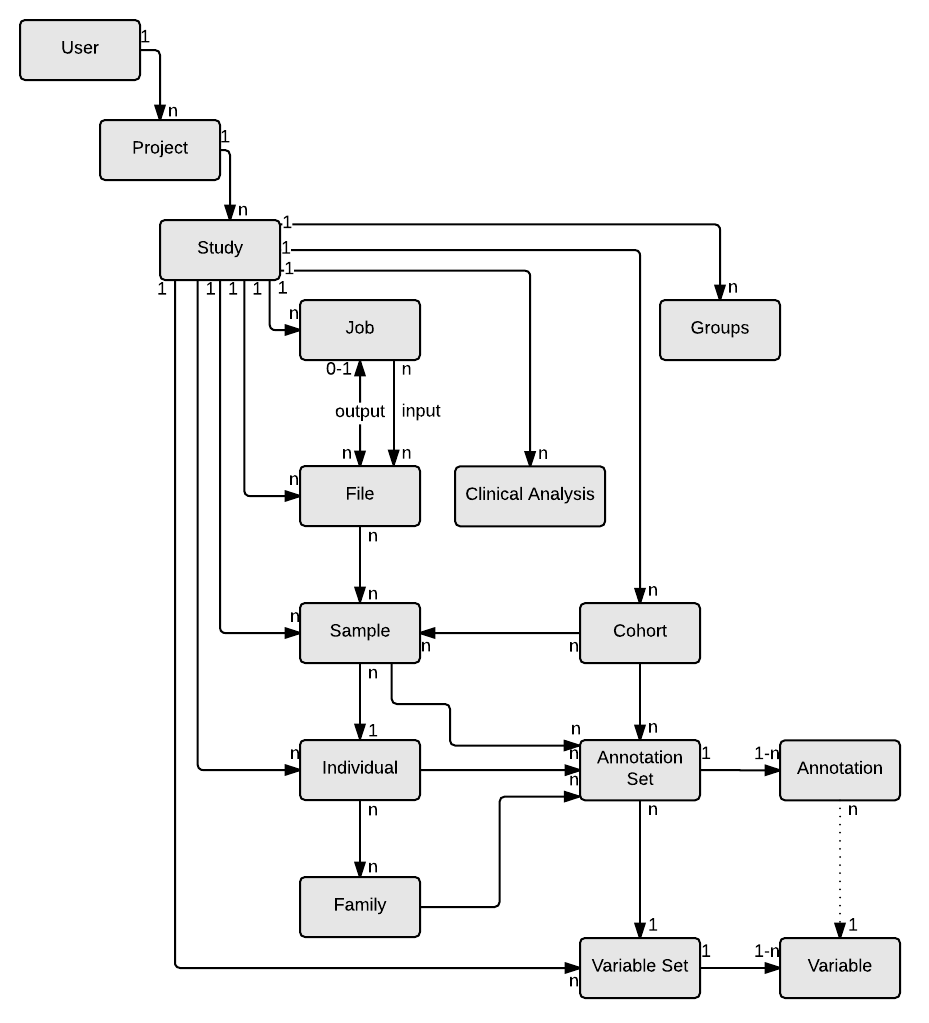 User
1
n
Project
1
n
Study
1
1
1
n
1
1
1
1
1
n
Job
Groups
0-1
n
output
input
n
n
n
n
File
Clinical Analysis
n
n
n
n
Sample
Cohort
n
n
n
1
n
n
n
Individual
n
n
Annotation
Set
1
1-n
Annotation
n
n
n
n
Family
1
1
Variable Set
n
1
1-n
Variable